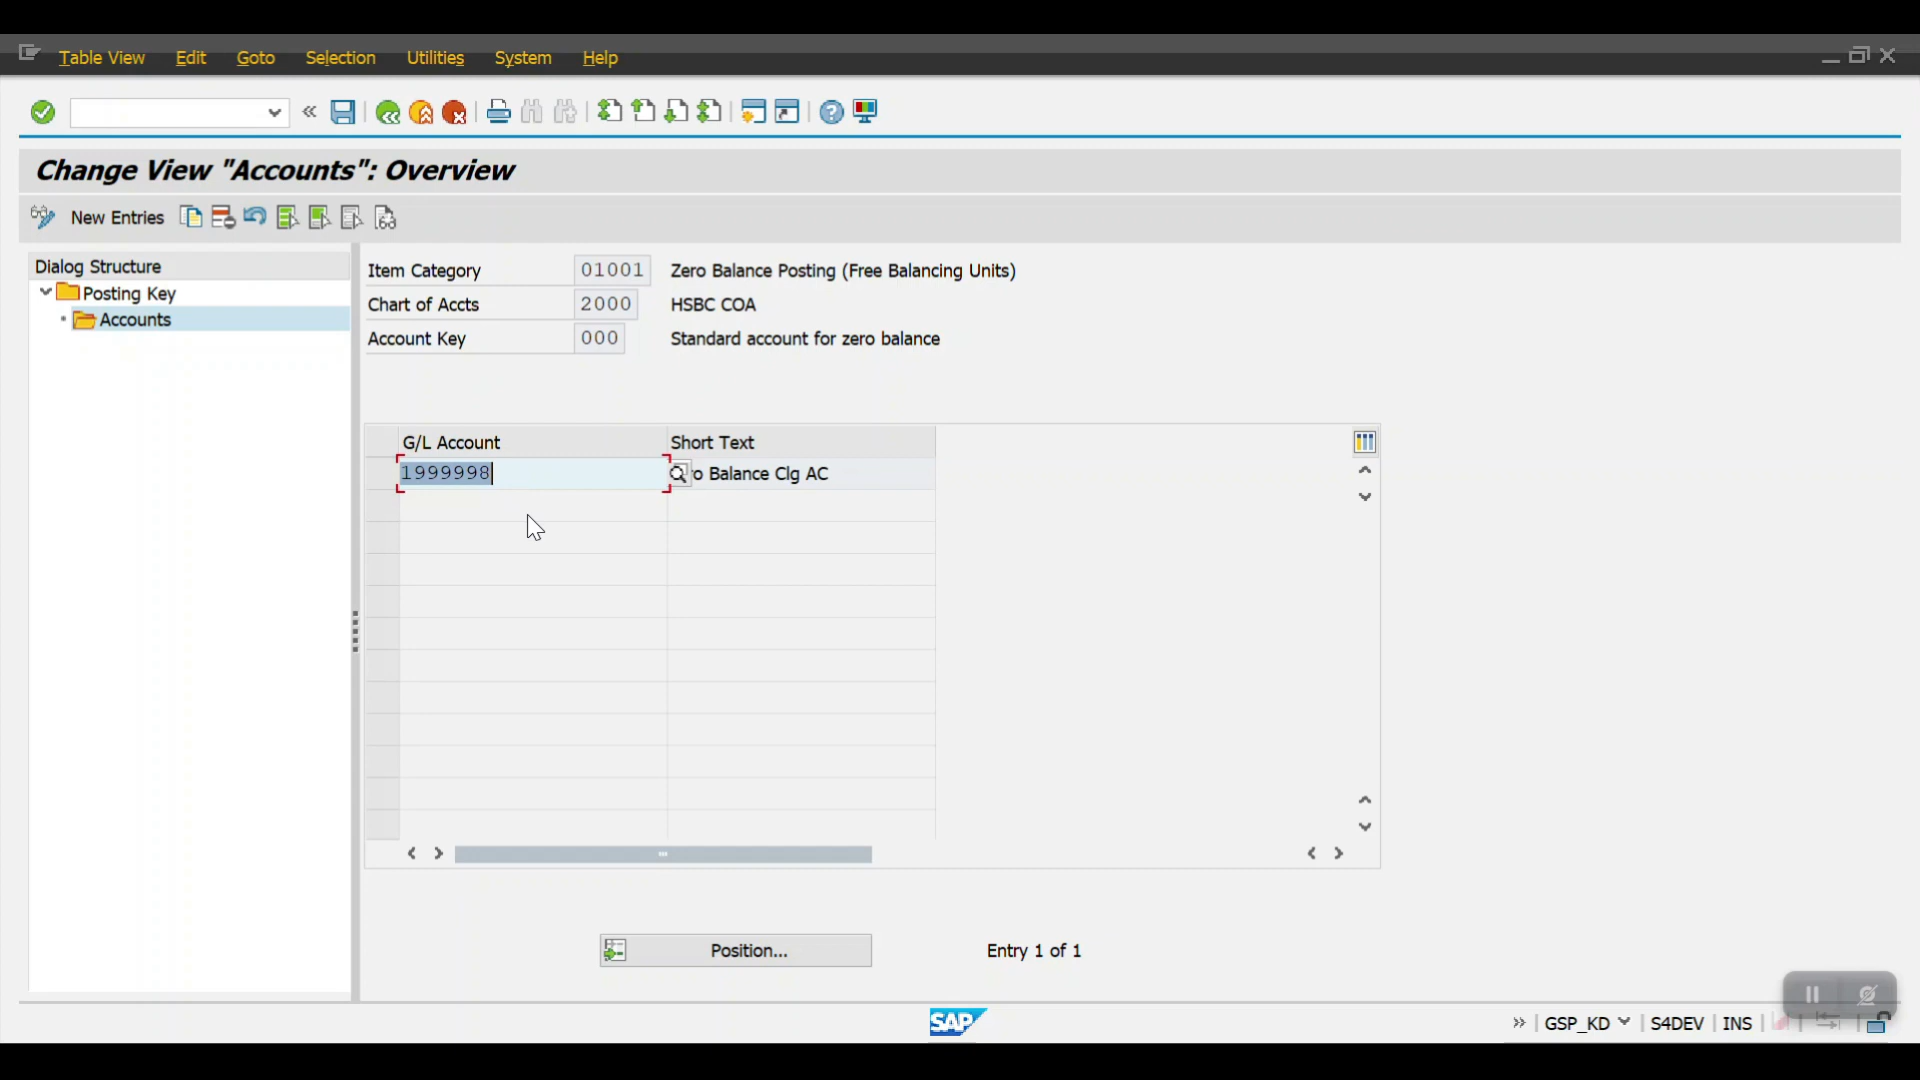 Table View Edit Goto Selection Utilities System Help
Change View "Accounts": Overview
New Entries
Dialog Structure
Posting Key
Accounts
Item Category 01001 Zero Balance Posting (Free Balancing Units)
Chart of Accts 2000 HSBC COA
Account Key 000 Standard account for zero balance
G/L Account Short Text
1999998 o Balance Clg AC
Position... Entry 1 of 1
SAP GSP_KD S4DEV INS